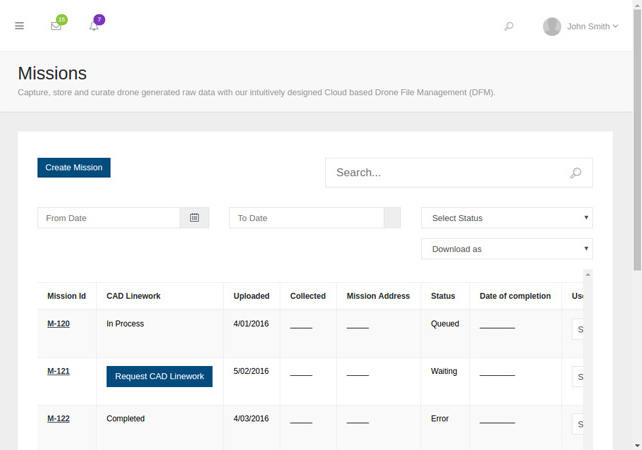 15
7
John Smith
Missions
Capture, store and curate drone generated raw data with our intuitively designed Cloud based Drone File Management (DFM).
Create Mission
Search...
From Date
To Date
Select Status
Download as
Mission Id CAD Linework Uploaded Collected Mission Address Status Date of completion Use
M-120 In Process 4/01/2016 _____ _____ Queued ________ S
M-121 Request CAD Linework 5/02/2016 _____ _____ Waiting ________ S
M-122 Completed 4/03/2016 _____ _____ Error ________ S